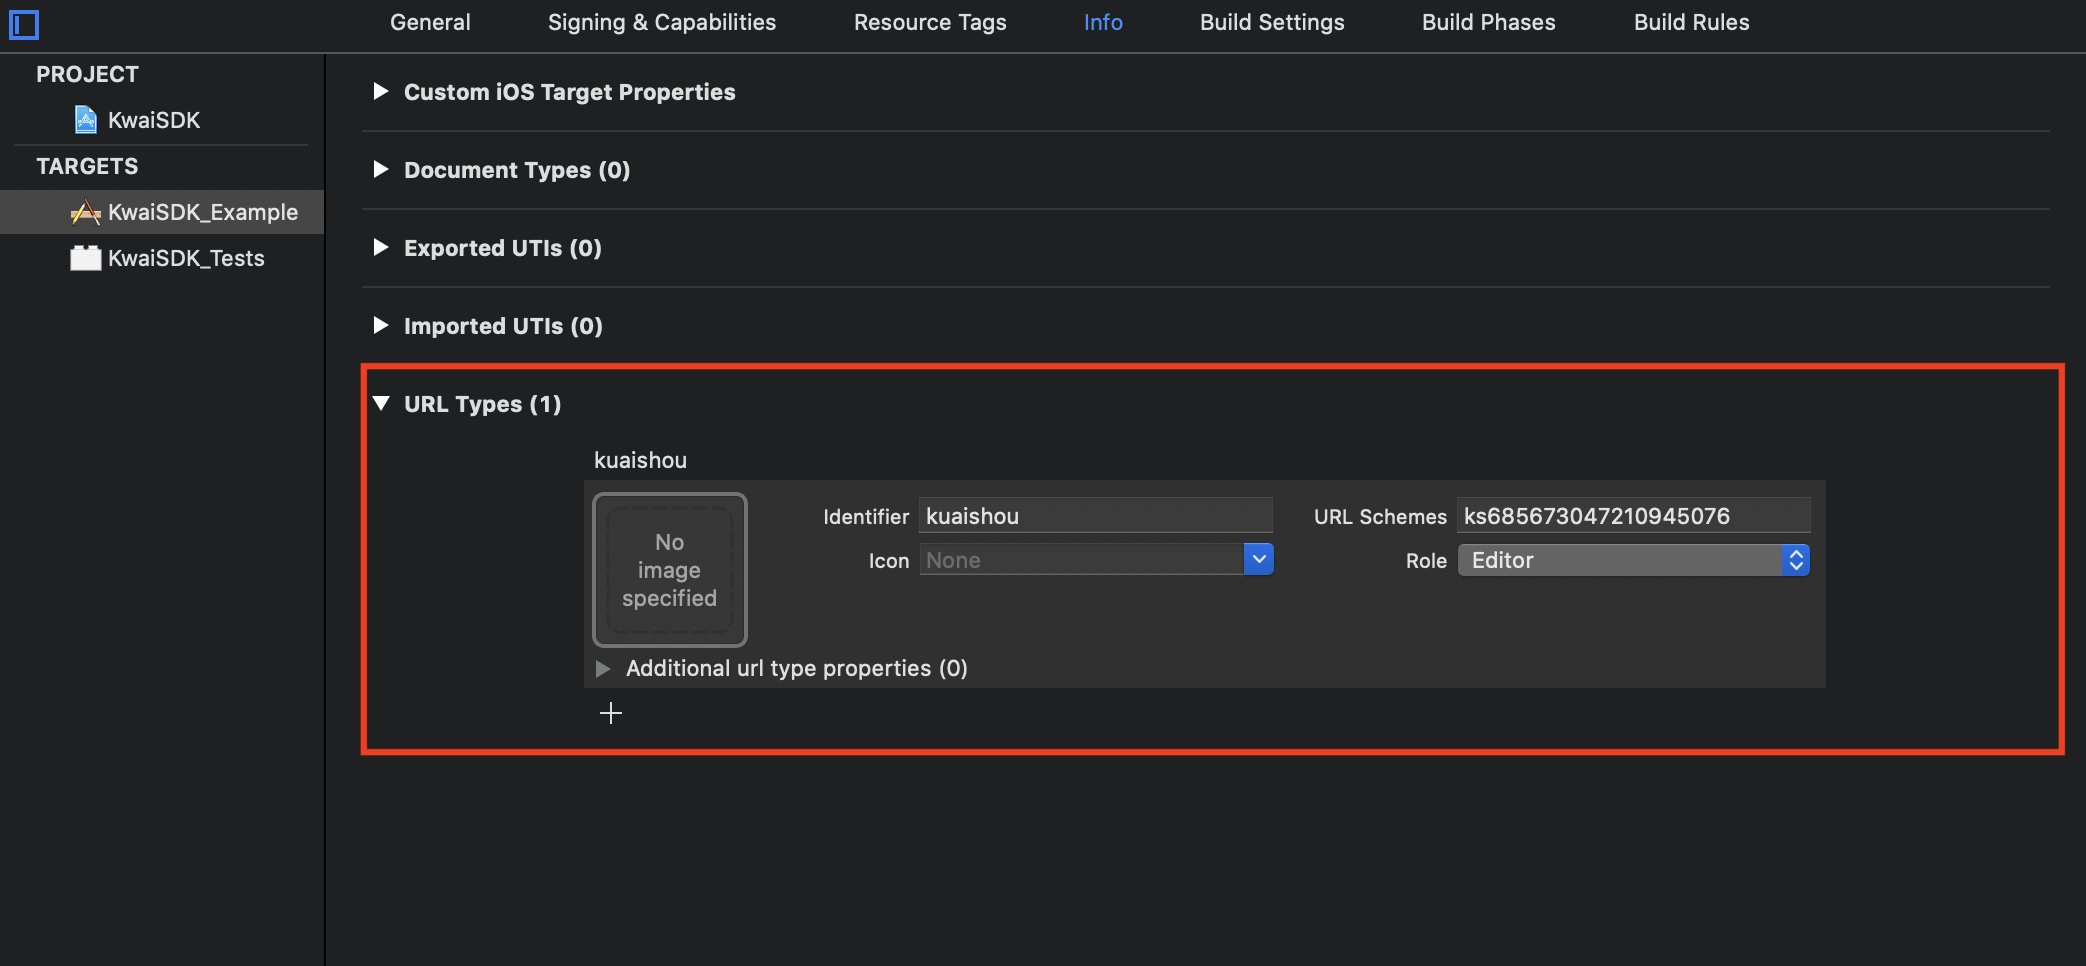 General Signing & Capabilities Resource Tags Info Build Settings Build Phases Build Rules
PROJECT
KwaiSDK
TARGETS
KwaiSDK_Example
KwaiSDK_Tests
Custom iOS Target Properties
Document Types (0)
Exported UTIs (0)
Imported UTIs (0)
URL Types (1)
kuaishou
No
image
specified
Identifier kuaishou URL Schemes ks685673047210945076
Icon None Role Editor
Additional url type properties (0)